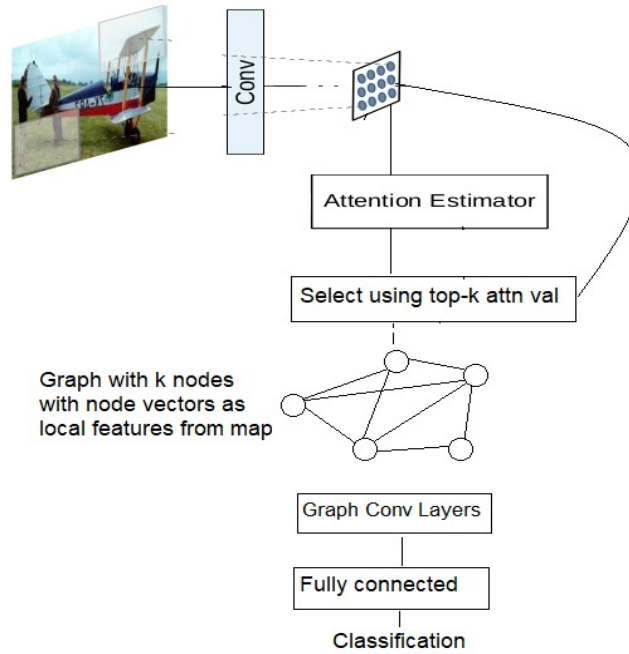 Conv
Attention Estimator
Select using top-k attn val
Graph with k nodes
with node vectors as
local features from map
Graph Conv Layers
Fully connected
Classification